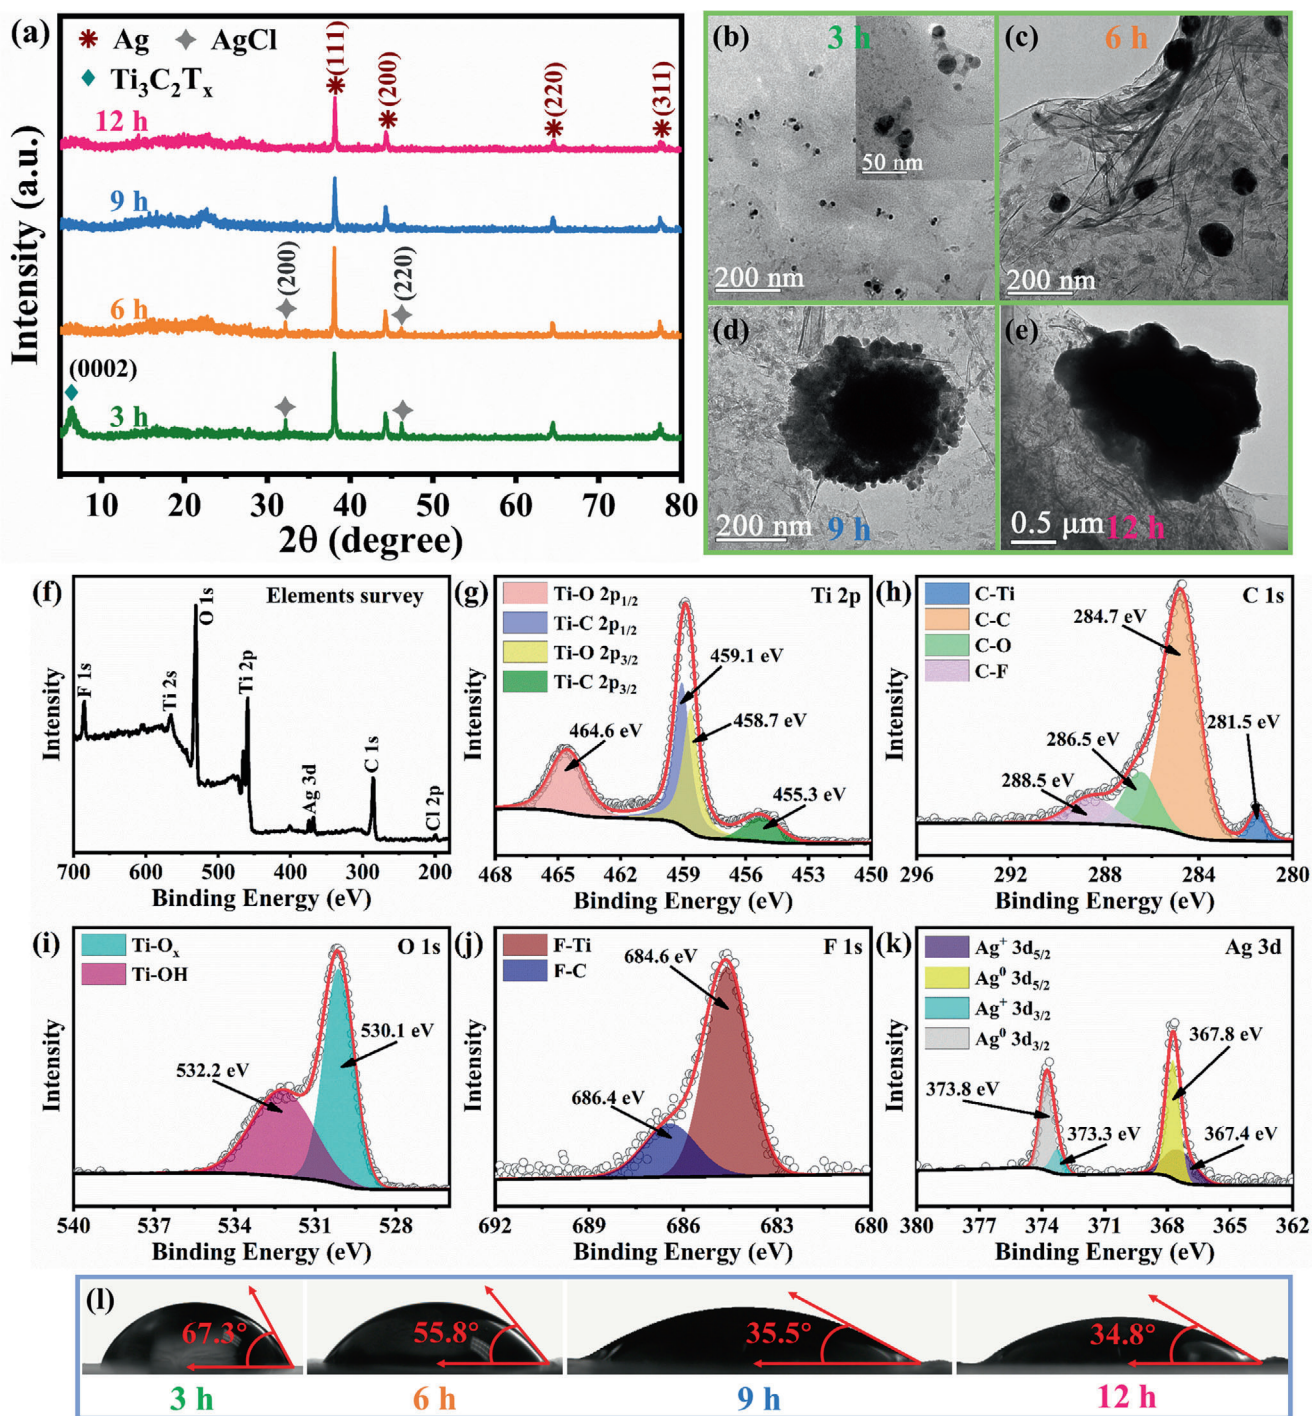 (a)
Ag AgCl
Ti₃C₂Tₓ
(111)
(200)
(220)
(311)
12 h
9 h
(200)
(220)
6 h
(0002)
3 h
Intensity (a.u.)
10 20 30 40 50 60 70 80
2θ (degree)
(b) 3 h
50 nm
200 nm
(c) 6 h
200 nm
(d)
200 nm
9 h
(e)
0.5 μm
12 h
(f) Elements survey
F 1s
Ti 2s
O 1s
Ti 2p
Ag 3d
C 1s
Cl 2p
Intensity
700 600 500 400 300 200
Binding Energy (eV)
(g) Ti 2p
Ti-O 2p₁/₂
Ti-C 2p₁/₂
Ti-O 2p₃/₂
Ti-C 2p₃/₂
459.1 eV
464.6 eV
458.7 eV
455.3 eV
Intensity
468 465 462 459 456 453 450
Binding Energy (eV)
(h) C 1s
C-Ti
C-C
C-O
C-F
284.7 eV
281.5 eV
286.5 eV
288.5 eV
Intensity
296 292 288 284 280
Binding Energy (eV)
(i) O 1s
Ti-Oₓ
Ti-OH
530.1 eV
532.2 eV
Intensity
540 537 534 531 528
Binding Energy (eV)
(j) F 1s
F-Ti
F-C
684.6 eV
686.4 eV
Intensity
692 689 686 683 680
Binding Energy (eV)
(k) Ag 3d
Ag⁺ 3d₅/₂
Ag⁰ 3d₅/₂
Ag⁺ 3d₃/₂
Ag⁰ 3d₃/₂
367.8 eV
373.8 eV
373.3 eV
367.4 eV
Intensity
380 377 374 371 368 365 362
Binding Energy (eV)
(l)
67.3° 55.8° 35.5° 34.8°
3 h 6 h 9 h 12 h